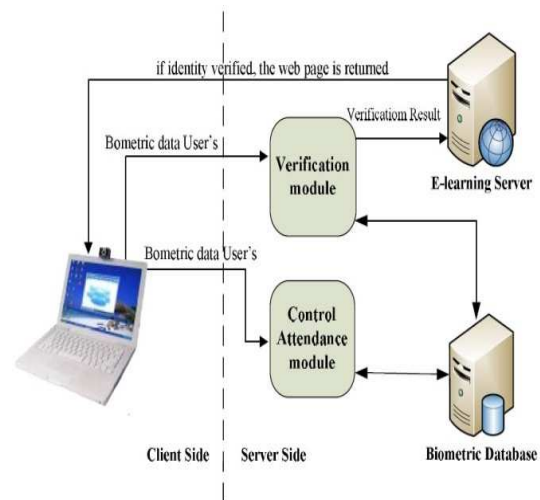 if identity verified, the web page is returned
Verificatiom Result
Bometric data User's
Verification
module
E-learning Server
Bometric data User's
Control
Attendance
module
Client Side
Server Side
Biometric Database